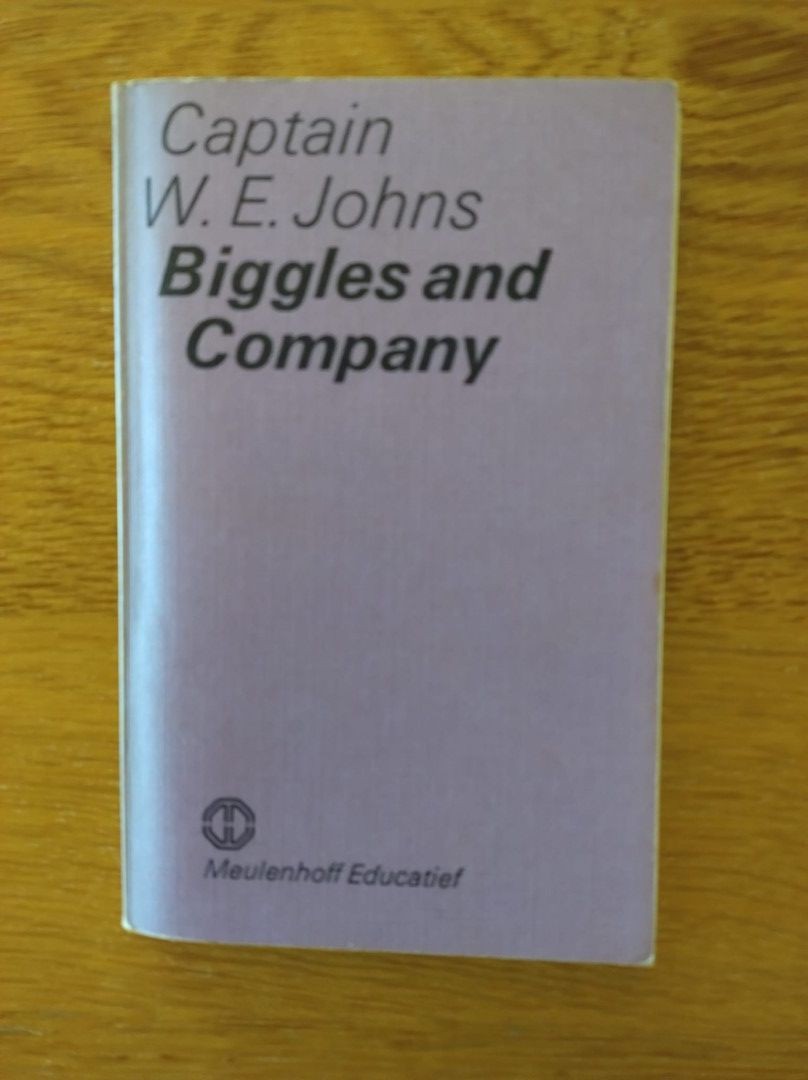 Captain
W. E. Johns
Biggles and
Company
Meulenhoff Educatief